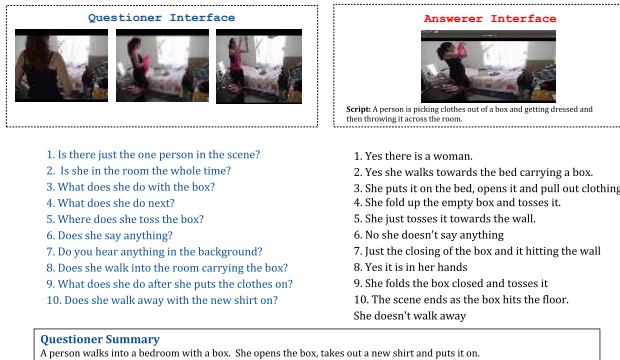 Questioner Interface
Answerer Interface
Script: A person is picking clothes out of a box and getting dressed and
then throwing it across the room.
1. Is there just the one person in the scene?
2. Is she in the room the whole time?
3. What does she do with the box?
4. What does she do next?
5. Where does she toss the box?
6. Does she say anything?
7. Do you hear anything in the background?
8. Does she walk into the room carrying the box?
9. What does she do after she puts the clothes on?
10. Does she walk away with the new shirt on?
1. Yes there is a woman.
2. Yes she walks towards the bed carrying a box.
3. She puts it on the bed, opens it and pull out clothing
4. She fold up the empty box and tosses it.
5. She just tosses it towards the wall.
6. No she doesn't say anything
7. Just the closing of the box and it hitting the wall
8. Yes it is in her hands
9. She folds the box closed and tosses it
10. The scene ends as the box hits the floor.
She doesn't walk away
Questioner Summary
A person walks into a bedroom with a box. She opens the box, takes out a new shirt and puts it on.